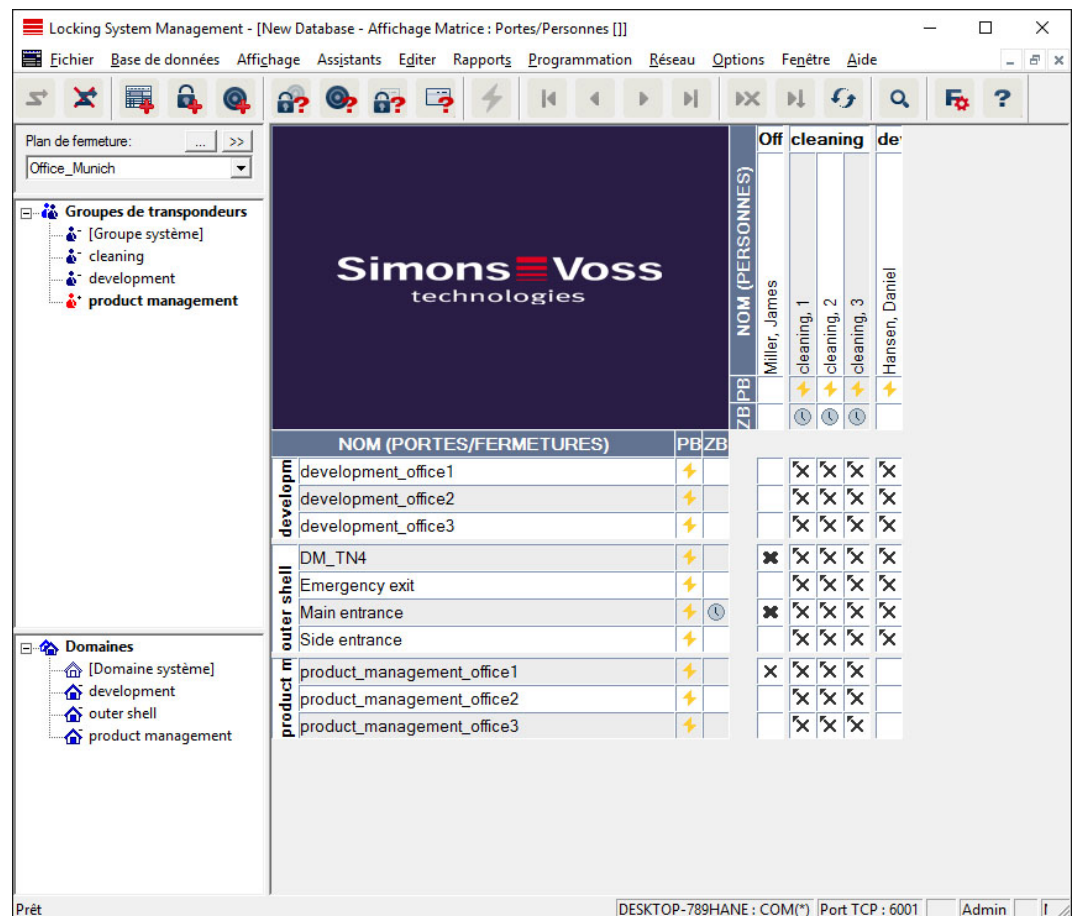 Locking System Management - [New Database - Affichage Matrice : Portes/Personnes []]
Fichier Base de données Affichage Assistants Editer Rapports Programmation Réseau Options Fenêtre Aide
Plan de fermeture: ... >>
Office_Munich
Groupes de transpondeurs
[Groupe système]
cleaning
development
product management
Domaines
[Domaine système]
development
outer shell
product management
Simons Voss
technologies
Off cleaning de
NOM (PERSONNES)
Miller, James
cleaning, 1
cleaning, 2
cleaning, 3
Hansen, Daniel
PB
ZB
NOM (PORTES/FERMETURES) PB ZB
developm
development_office1
development_office2
development_office3
outer shell
DM_TN4
Emergency exit
Main entrance
Side entrance
product m
product_management_office1
product_management_office2
product_management_office3
Prêt DESKTOP-789HANE : COM(*) Port TCP : 6001 Admin